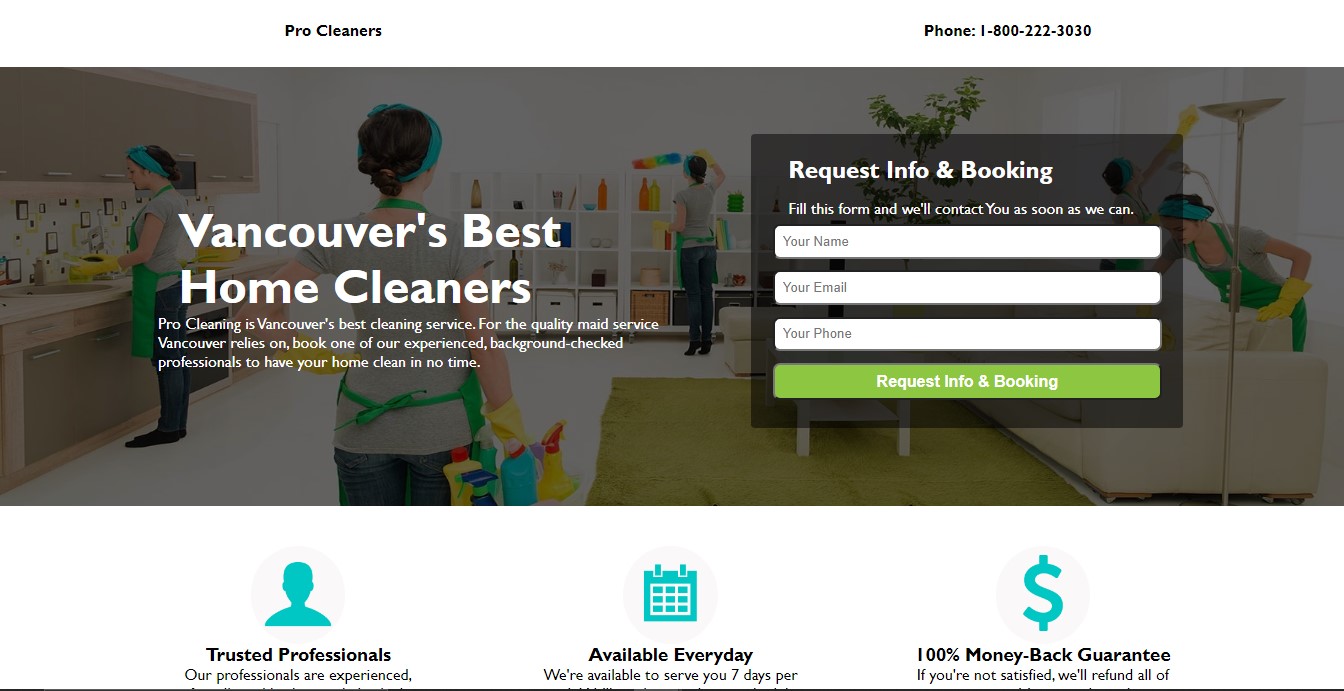 Pro Cleaners
Phone: 1-800-222-3030
Vancouver's Best
Home Cleaners
Pro Cleaning is Vancouver's best cleaning service. For the quality maid service
Vancouver relies on, book one of our experienced, background-checked
professionals to have your home clean in no time.
Request Info & Booking
Fill this form and we'll contact You as soon as we can.
Your Name
Your Email
Your Phone
Request Info & Booking
Trusted Professionals
Our professionals are experienced,
Available Everyday
We're available to serve you 7 days per
100% Money-Back Guarantee
If you're not satisfied, we'll refund all of